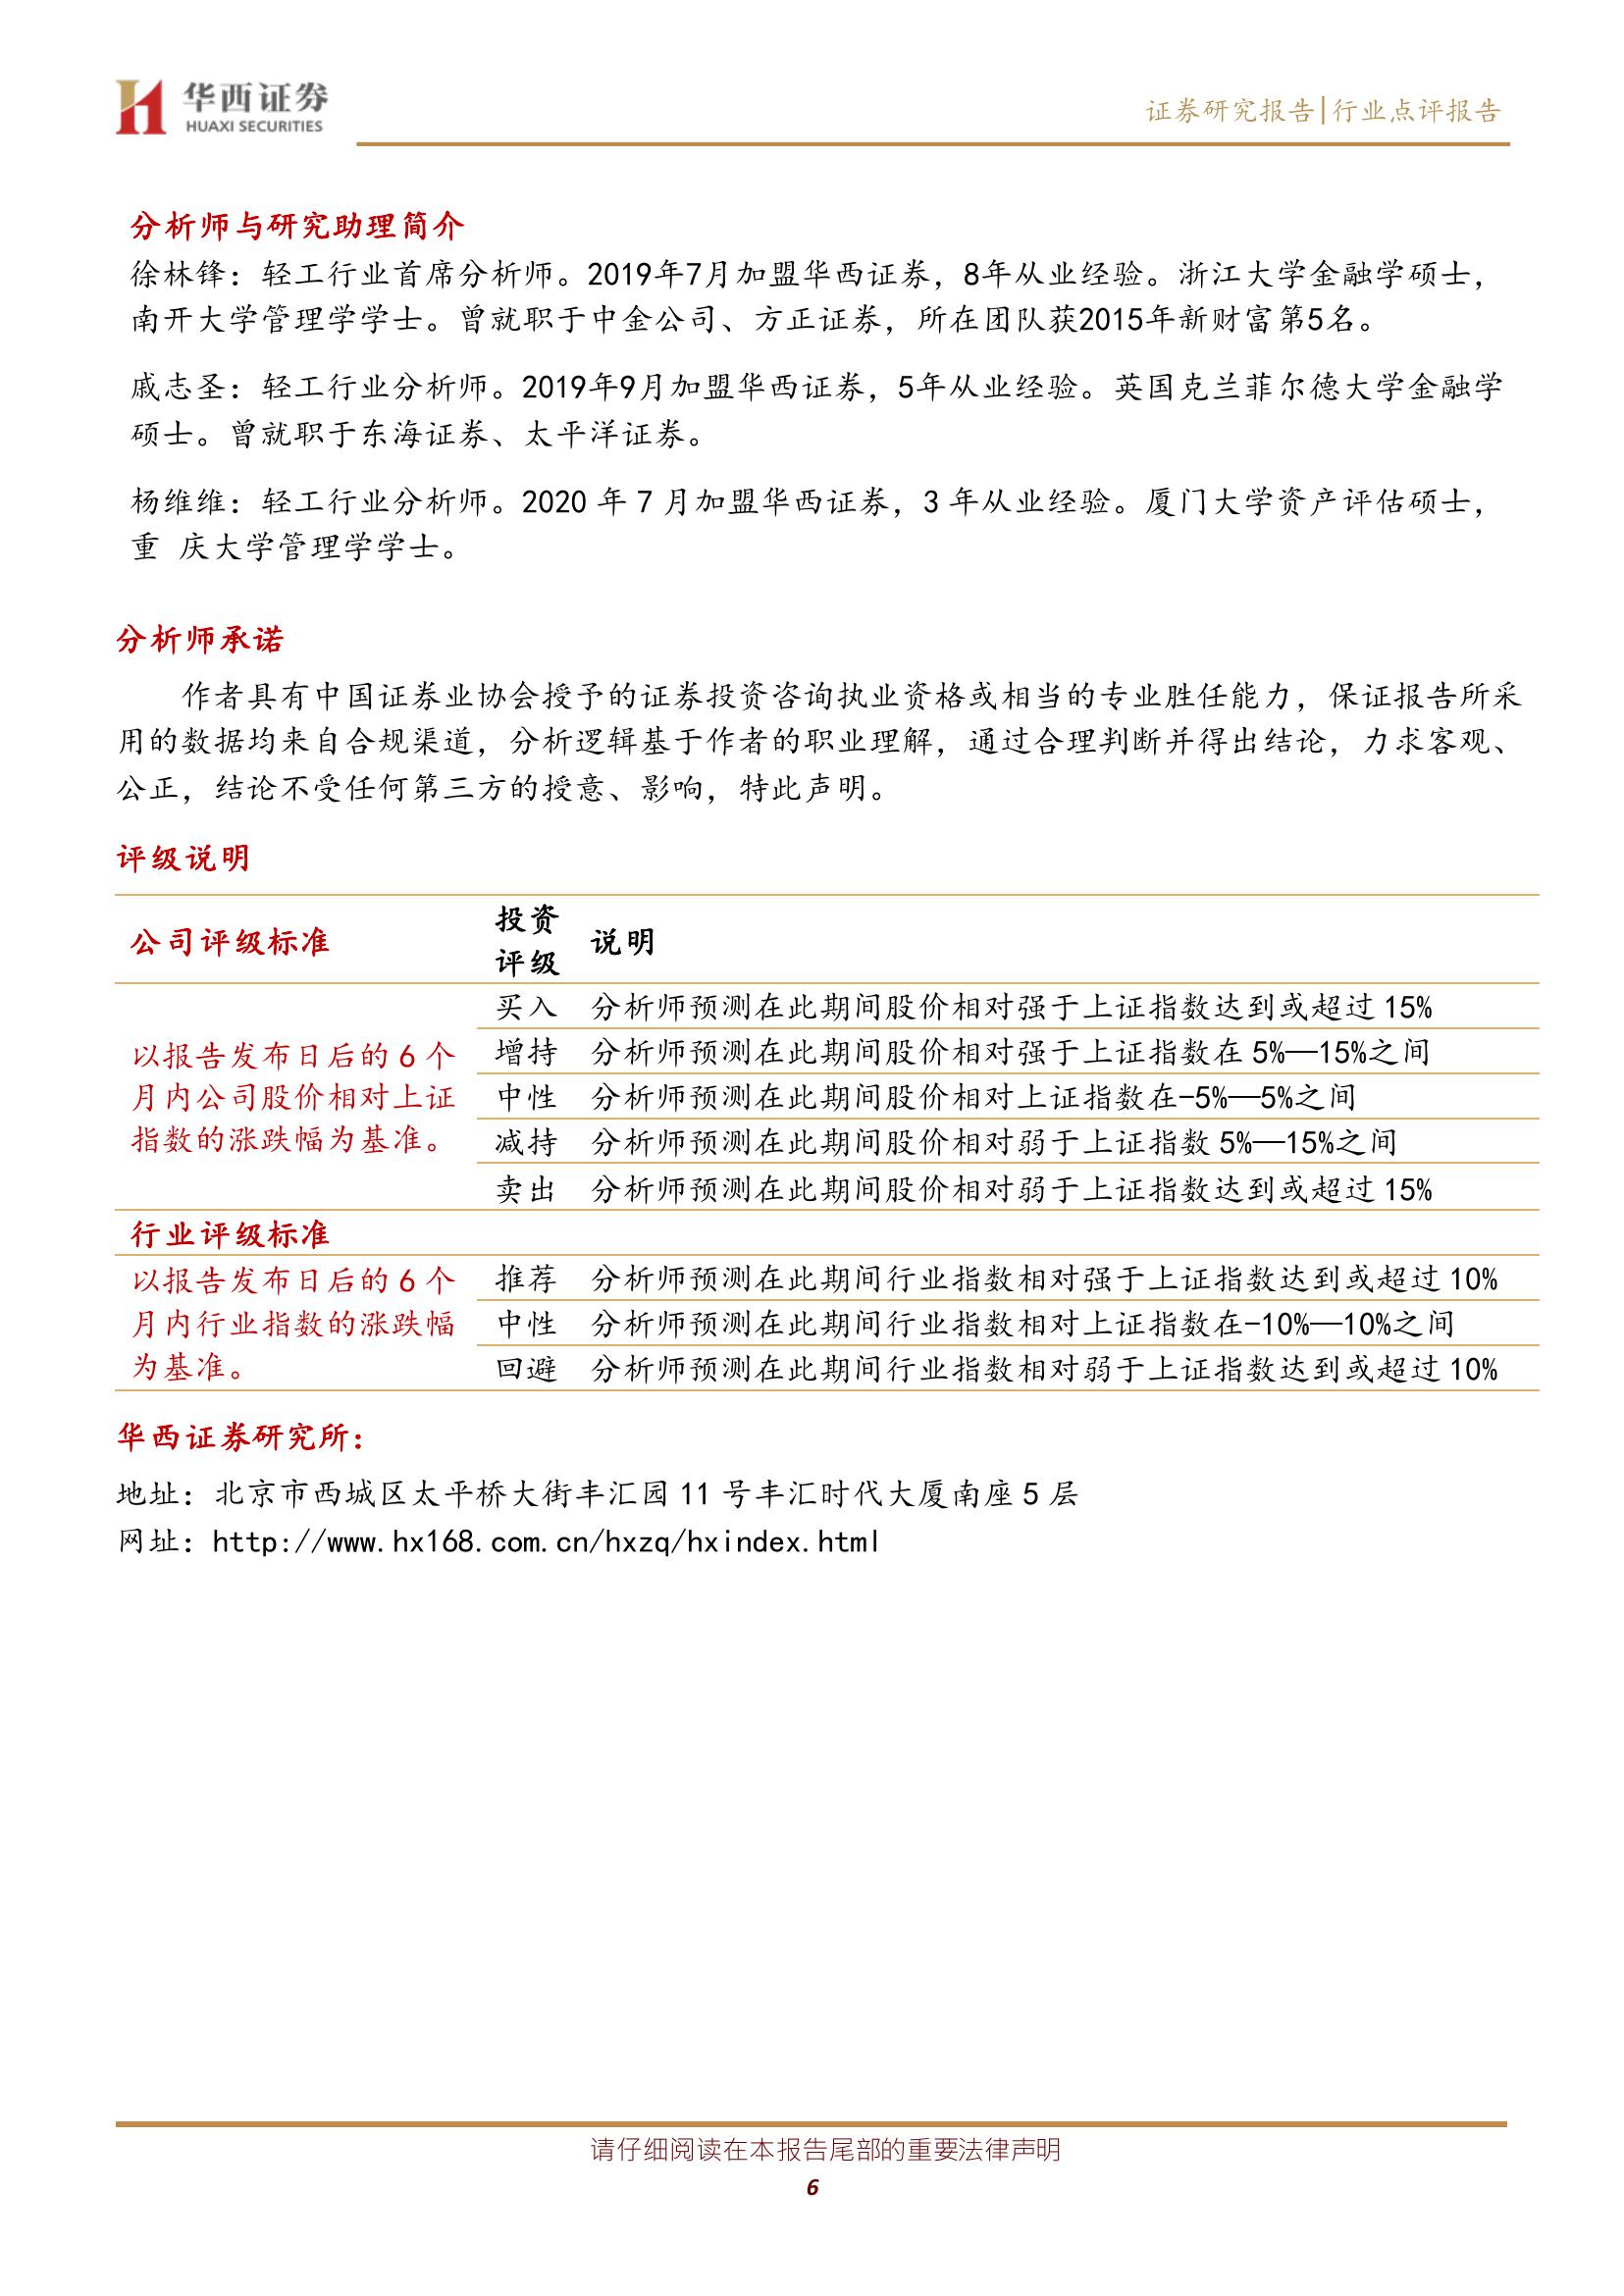 华西证券
HUAXI SECURITIES
证券研究报告|行业点评报告
分析师与研究助理简介
徐林锋：轻工行业首席分析师。2019年7月加盟华西证券，8年从业经验。浙江大学金融学硕士，
南开大学管理学学士。曾就职于中金公司、方正证券，所在团队获2015年新财富第5名。
戚志圣：轻工行业分析师。2019年9月加盟华西证券，5年从业经验。英国克兰菲尔德大学金融学
硕士。曾就职于东海证券、太平洋证券。
杨维维：轻工行业分析师。2020 年 7 月加盟华西证券，3 年从业经验。厦门大学资产评估硕士，
重 庆大学管理学学士。
分析师承诺
作者具有中国证券业协会授予的证券投资咨询执业资格或相当的专业胜任能力，保证报告所采
用的数据均来自合规渠道，分析逻辑基于作者的职业理解，通过合理判断并得出结论，力求客观、
公正，结论不受任何第三方的授意、影响，特此声明。
评级说明
公司评级标准
投资
评级
说明
以报告发布日后的 6 个
月内公司股价相对上证
指数的涨跌幅为基准。
买入 分析师预测在此期间股价相对强于上证指数达到或超过 15%
增持 分析师预测在此期间股价相对强于上证指数在 5%—15%之间
中性 分析师预测在此期间股价相对上证指数在-5%—5%之间
减持 分析师预测在此期间股价相对弱于上证指数 5%—15%之间
卖出 分析师预测在此期间股价相对弱于上证指数达到或超过 15%
行业评级标准
以报告发布日后的 6 个
月内行业指数的涨跌幅
为基准。
推荐 分析师预测在此期间行业指数相对强于上证指数达到或超过 10%
中性 分析师预测在此期间行业指数相对上证指数在-10%—10%之间
回避 分析师预测在此期间行业指数相对弱于上证指数达到或超过 10%
华西证券研究所：
地址：北京市西城区太平桥大街丰汇园 11 号丰汇时代大厦南座 5 层
网址：http://www.hx168.com.cn/hxzq/hxindex.html
请仔细阅读在本报告尾部的重要法律声明
6